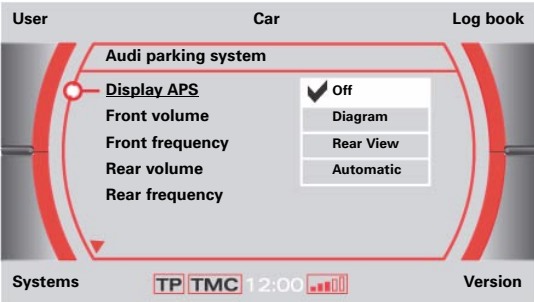 User Car Log book
Audi parking system
Display APS
Off
Front volume
Diagram
Front frequency
Rear View
Rear volume
Automatic
Rear frequency
Systems TP TMC 12:00 Version